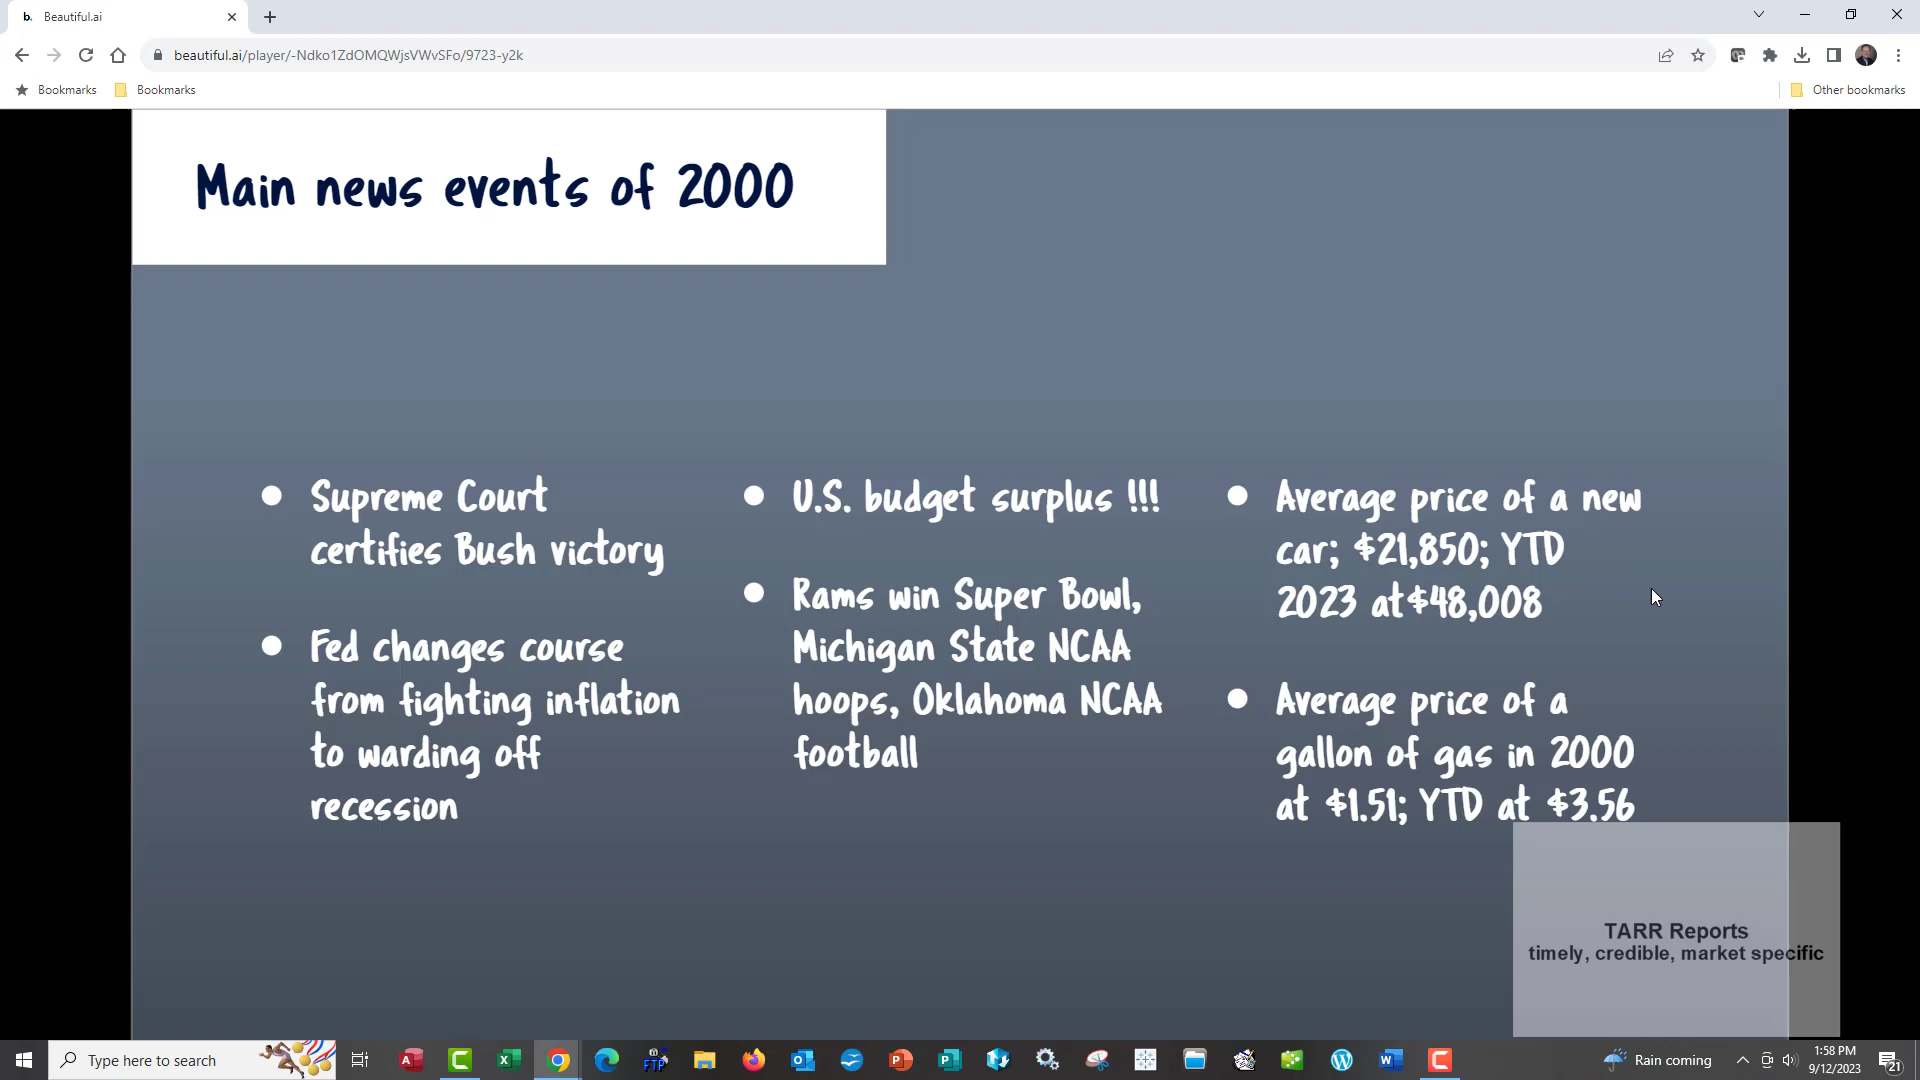 b. Beautiful.ai
beautiful.ai/player/-Ndko1ZdOMQWjsVWvSFo/9723-y2k
Bookmarks
Bookmarks
Other bookmarks
Main news events of 2000
Supreme Court
certifies Bush victory
Fed changes course
from fighting inflation
to warding off
recession
U.S. budget surplus !!!
Rams win Super Bowl,
Michigan State NCAA
hoops, Oklahoma NCAA
football
Average price of a new
car; $21,850; YTD
2023 at$48,008
Average price of a
gallon of gas in 2000
at $1.51; YTD at $3.56
TARR Reports
timely, credible, market specific
Type here to search
FTP
Rain coming
1:58 PM
9/12/2023
21